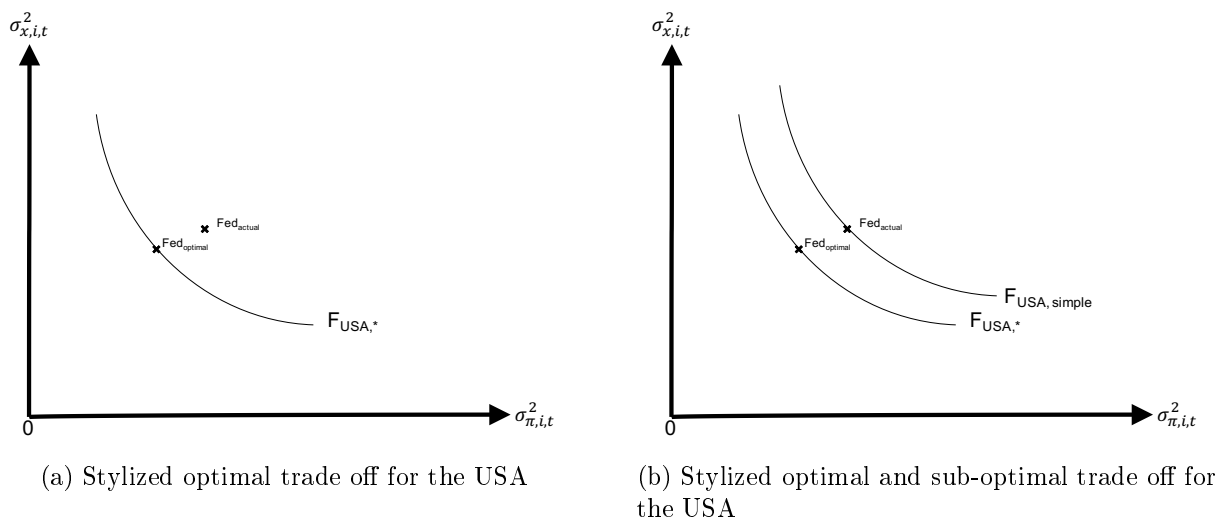 σ²x,i,t
Fed_actual
Fed_optimal
F_USA,*
0
σ²π,i,t
(a) Stylized optimal trade off for the USA
σ²x,i,t
Fed_actual
Fed_optimal
F_USA, simple
F_USA,*
0
σ²π,i,t
(b) Stylized optimal and sub-optimal trade off for
the USA